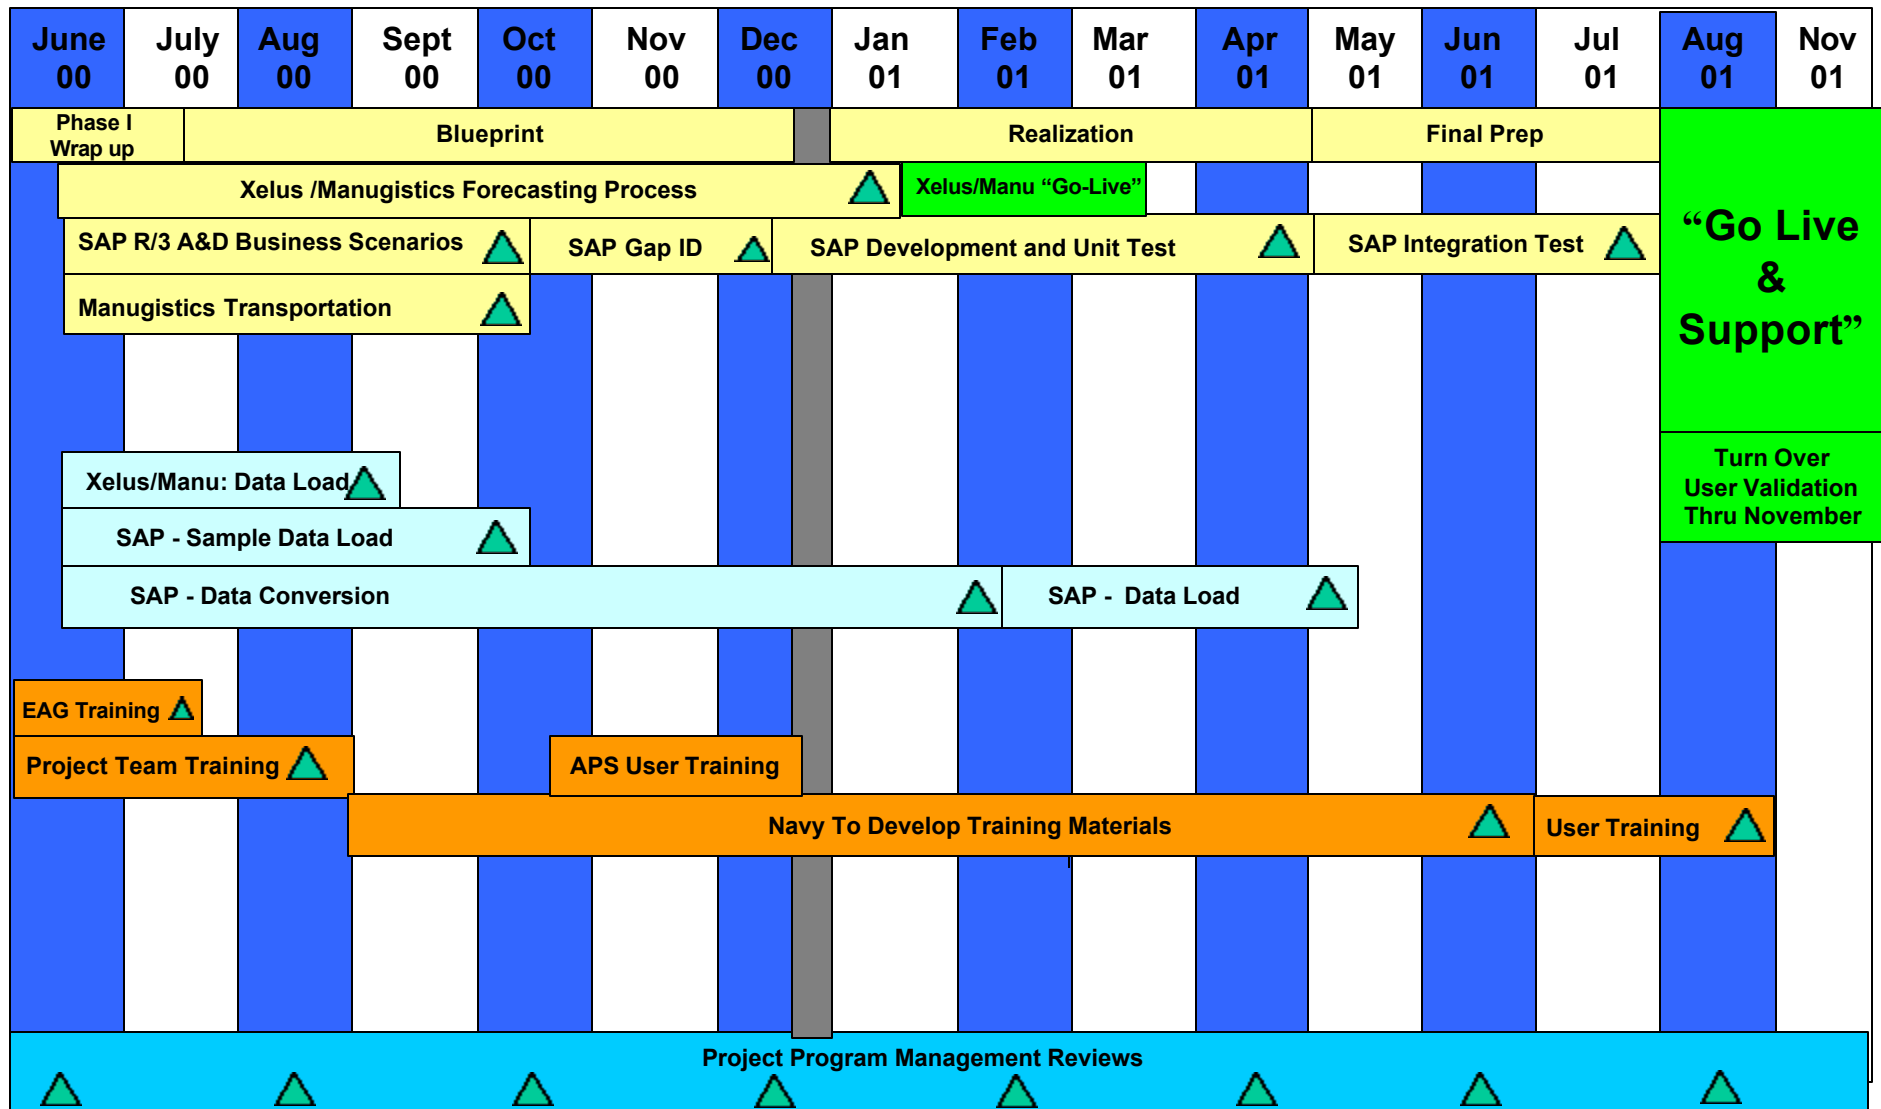 June July Aug Sept Oct Nov Dec Jan Feb Mar Apr May Jun Jul Aug Nov
00 00 00 00 00 00 00 01 01 01 01 01 01 01 01 01
Phase I
Wrap up
Blueprint
Realization
Final Prep
Xelus /Manugistics Forecasting Process
Xelus/Manu “Go-Live”
SAP R/3 A&D Business Scenarios
SAP Gap ID
SAP Development and Unit Test
SAP Integration Test
“Go Live
&
Support”
Manugistics Transportation
Xelus/Manu: Data Load
Turn Over
User Validation
Thru November
SAP - Sample Data Load
SAP - Data Conversion
SAP - Data Load
EAG Training
Project Team Training
APS User Training
Navy To Develop Training Materials
User Training
Project Program Management Reviews